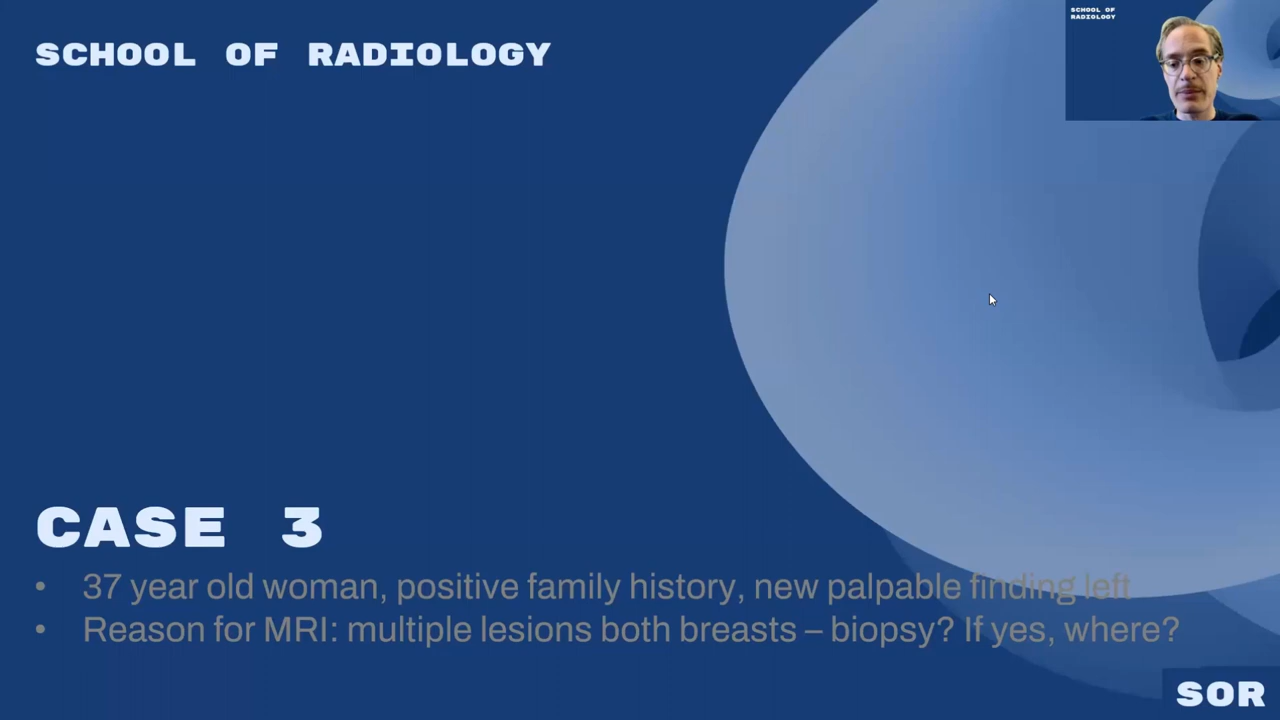 SCHOOL OF RADIOLOGY
SCHOOL OF
RADIOLOGY
CASE 3
• 37 year old woman, positive family history, new palpable finding left
• Reason for MRI: multiple lesions both breasts – biopsy? If yes, where?
SOR